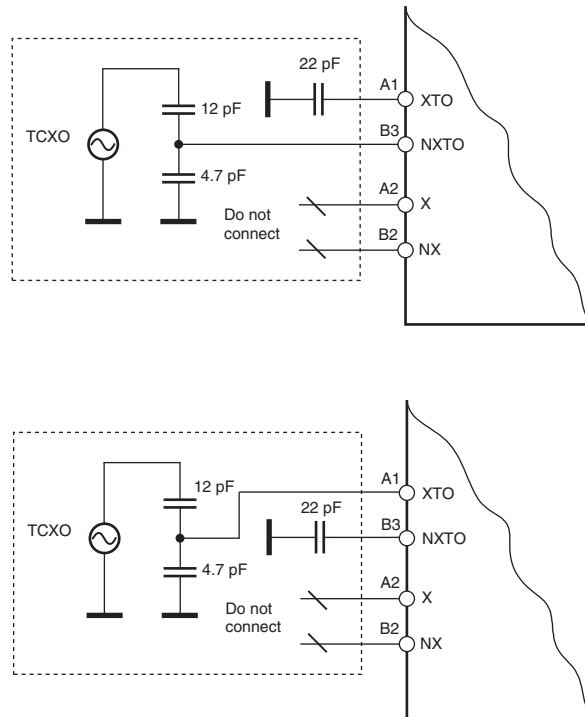 22 pF
A1
XTO
12 pF
TCXO
B3
NXTO
4.7 pF
A2
X
Do not
connect
B2
NX
A1
XTO
12 pF
22 pF
TCXO
B3
NXTO
4.7 pF
A2
X
Do not
connect
B2
NX